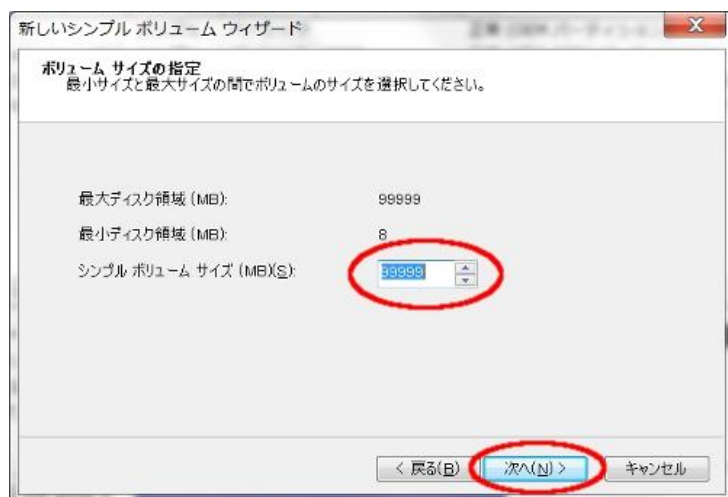 新しいシンプル ボリューム ウィザード
ボリューム サイズの指定
最小サイズと最大サイズの間でボリュームのサイズを選択してください。
最大ディスク領域 (MB): 99999
最小ディスク領域 (MB): 8
シンプル ボリューム サイズ (MB)(S): 99999
< 戻る(B) 次へ(N) > キャンセル